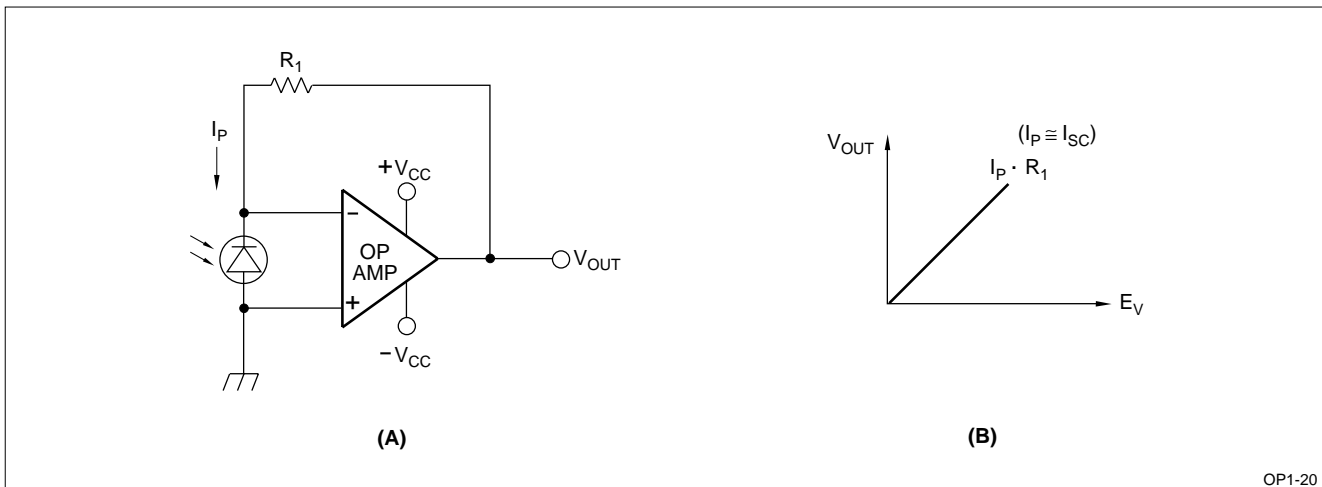 R1
IP
+VCC
−
OP
AMP
+
−VCC
VOUT
(A)
VOUT
(IP ≅ ISC)
IP · R1
EV
(B)
OP1-20